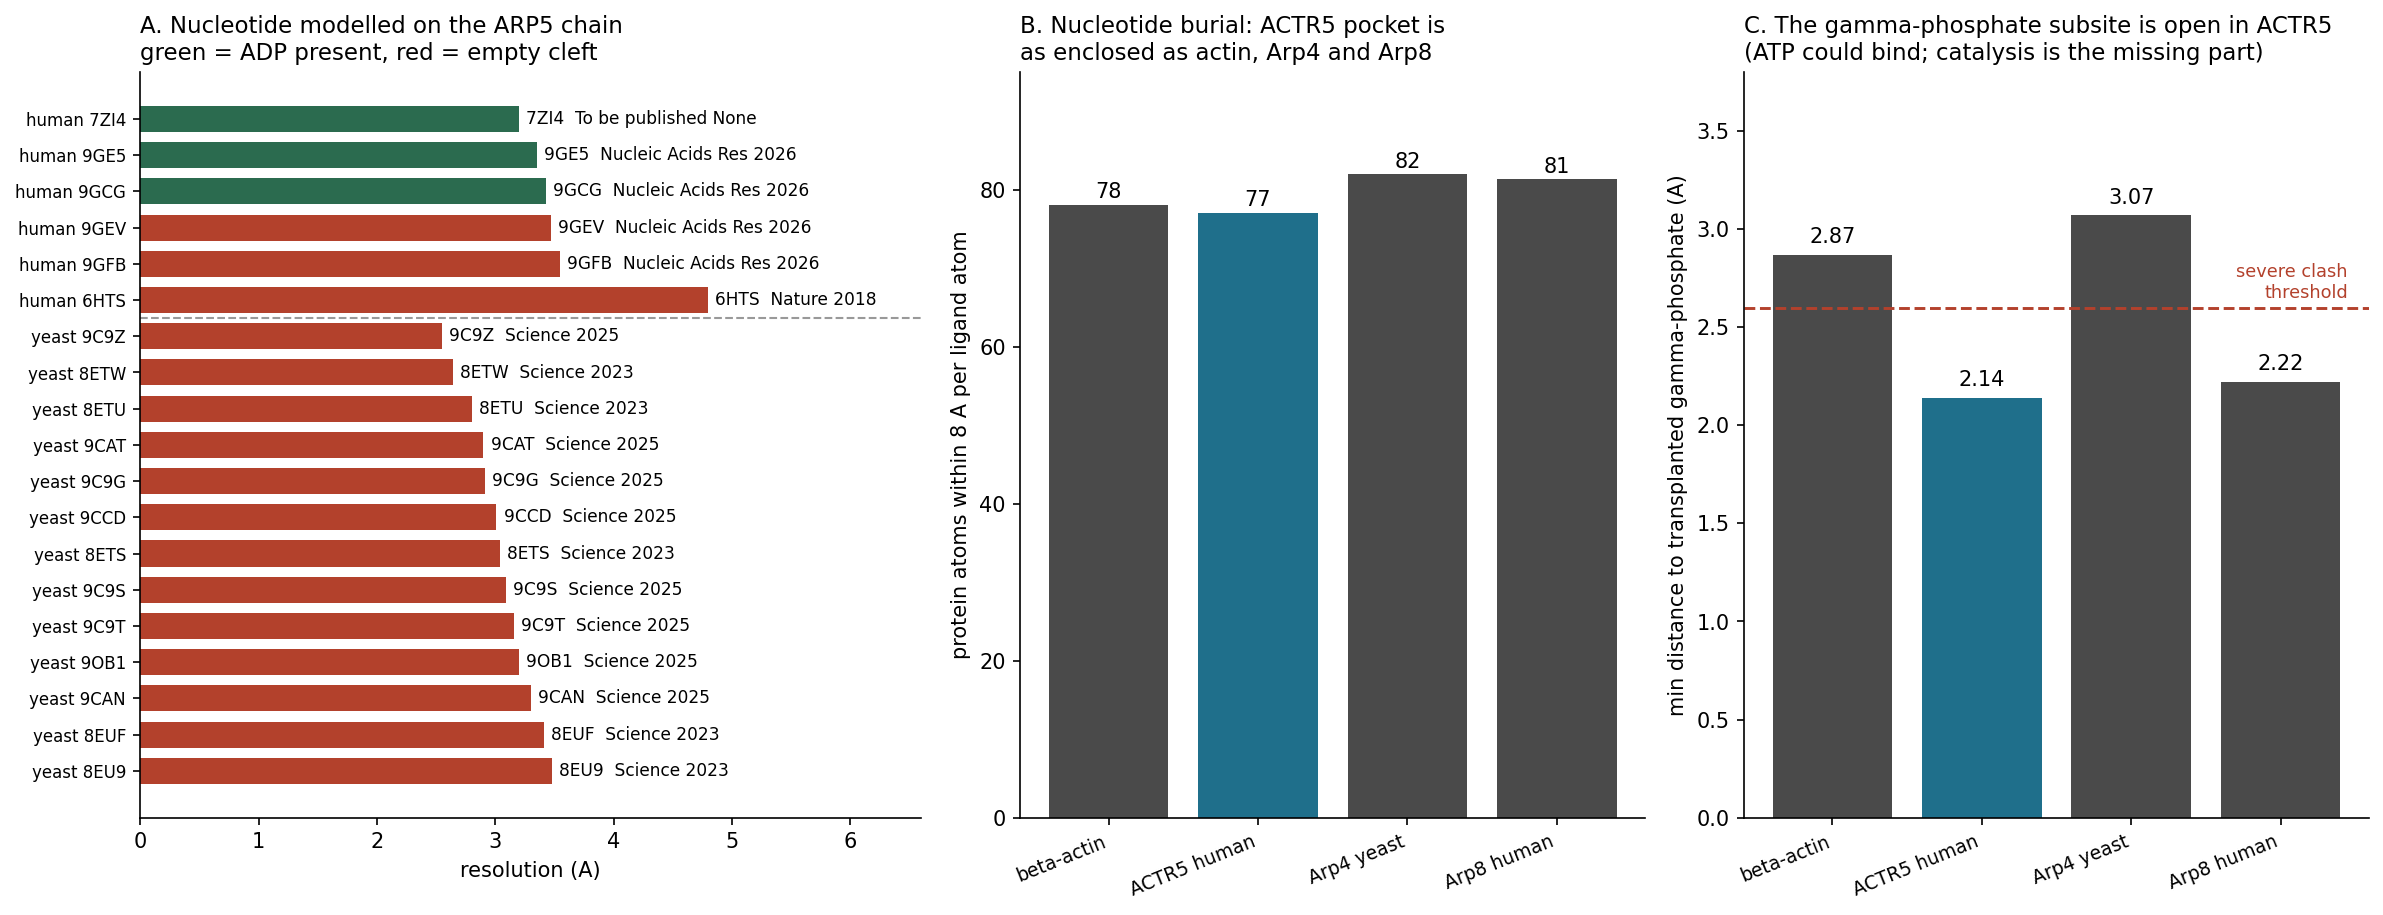 A. Nucleotide modelled on the ARP5 chain
green = ADP present, red = empty cleft
human 7ZI4
7ZI4  To be published None
human 9GE5
9GE5  Nucleic Acids Res 2026
human 9GCG
9GCG  Nucleic Acids Res 2026
human 9GEV
9GEV  Nucleic Acids Res 2026
human 9GFB
9GFB  Nucleic Acids Res 2026
human 6HTS
6HTS  Nature 2018
yeast 9C9Z
9C9Z  Science 2025
yeast 8ETW
8ETW  Science 2023
yeast 8ETU
8ETU  Science 2023
yeast 9CAT
9CAT  Science 2025
yeast 9C9G
9C9G  Science 2025
yeast 9CCD
9CCD  Science 2025
yeast 8ETS
8ETS  Science 2023
yeast 9C9S
9C9S  Science 2025
yeast 9C9T
9C9T  Science 2025
yeast 9OB1
9OB1  Science 2025
yeast 9CAN
9CAN  Science 2025
yeast 8EUF
8EUF  Science 2023
yeast 8EU9
8EU9  Science 2023
0 1 2 3 4 5 6
resolution (A)
B. Nucleotide burial: ACTR5 pocket is
as enclosed as actin, Arp4 and Arp8
protein atoms within 8 A per ligand atom
80
60
40
20
0
78
77
82
81
beta-actin
ACTR5 human
Arp4 yeast
Arp8 human
C. The gamma-phosphate subsite is open in ACTR5
(ATP could bind; catalysis is the missing part)
min distance to transplanted gamma-phosphate (A)
3.5
3.0
2.5
2.0
1.5
1.0
0.5
0.0
2.87
2.14
3.07
2.22
severe clash
threshold
beta-actin
ACTR5 human
Arp4 yeast
Arp8 human